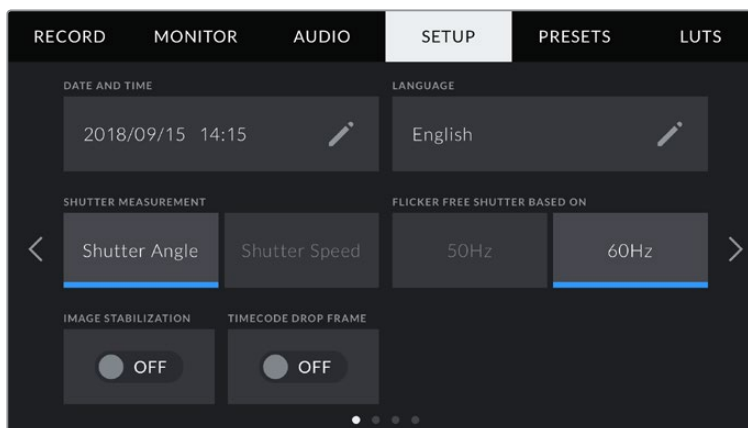 RECORD MONITOR AUDIO SETUP PRESETS LUTS
DATE AND TIME LANGUAGE
2018/09/15 14:15 English
SHUTTER MEASUREMENT FLICKER FREE SHUTTER BASED ON
Shutter Angle Shutter Speed 50Hz 60Hz
IMAGE STABILIZATION TIMECODE DROP FRAME
OFF OFF